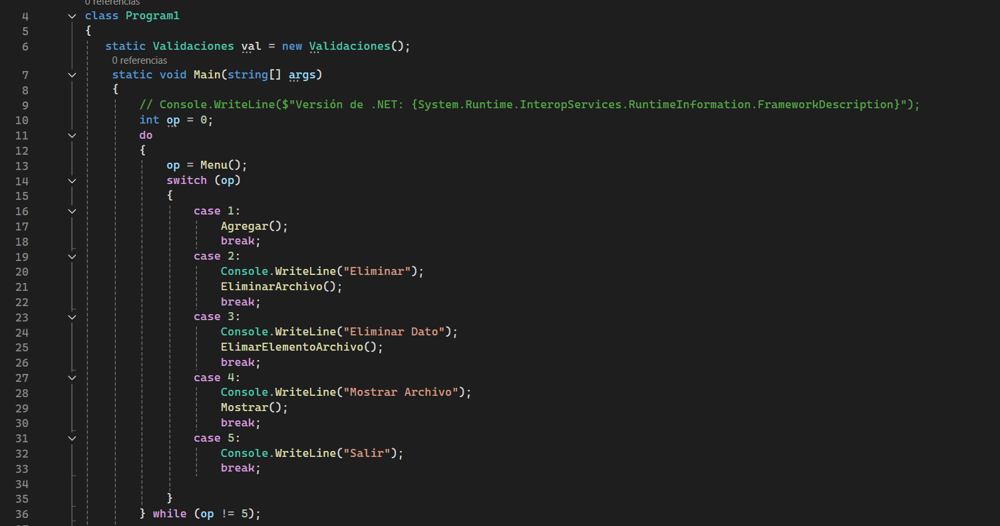 0 referencias
4 class Program1
5 {
6 static Validaciones val = new Validaciones();
0 referencias
7 static void Main(string[] args)
8 {
9 // Console.WriteLine($"Versión de .NET: {System.Runtime.InteropServices.RuntimeInformation.FrameworkDescription}");
10 int op = 0;
11 do
12 {
13 op = Menu();
14 switch (op)
15 {
16 case 1:
17 Agregar();
18 break;
19 case 2:
20 Console.WriteLine("Eliminar");
21 EliminarArchivo();
22 break;
23 case 3:
24 Console.WriteLine("Eliminar Dato");
25 ElimarElementoArchivo();
26 break;
27 case 4:
28 Console.WriteLine("Mostrar Archivo");
29 Mostrar();
30 break;
31 case 5:
32 Console.WriteLine("Salir");
33 break;
34
35 }
36 } while (op != 5);